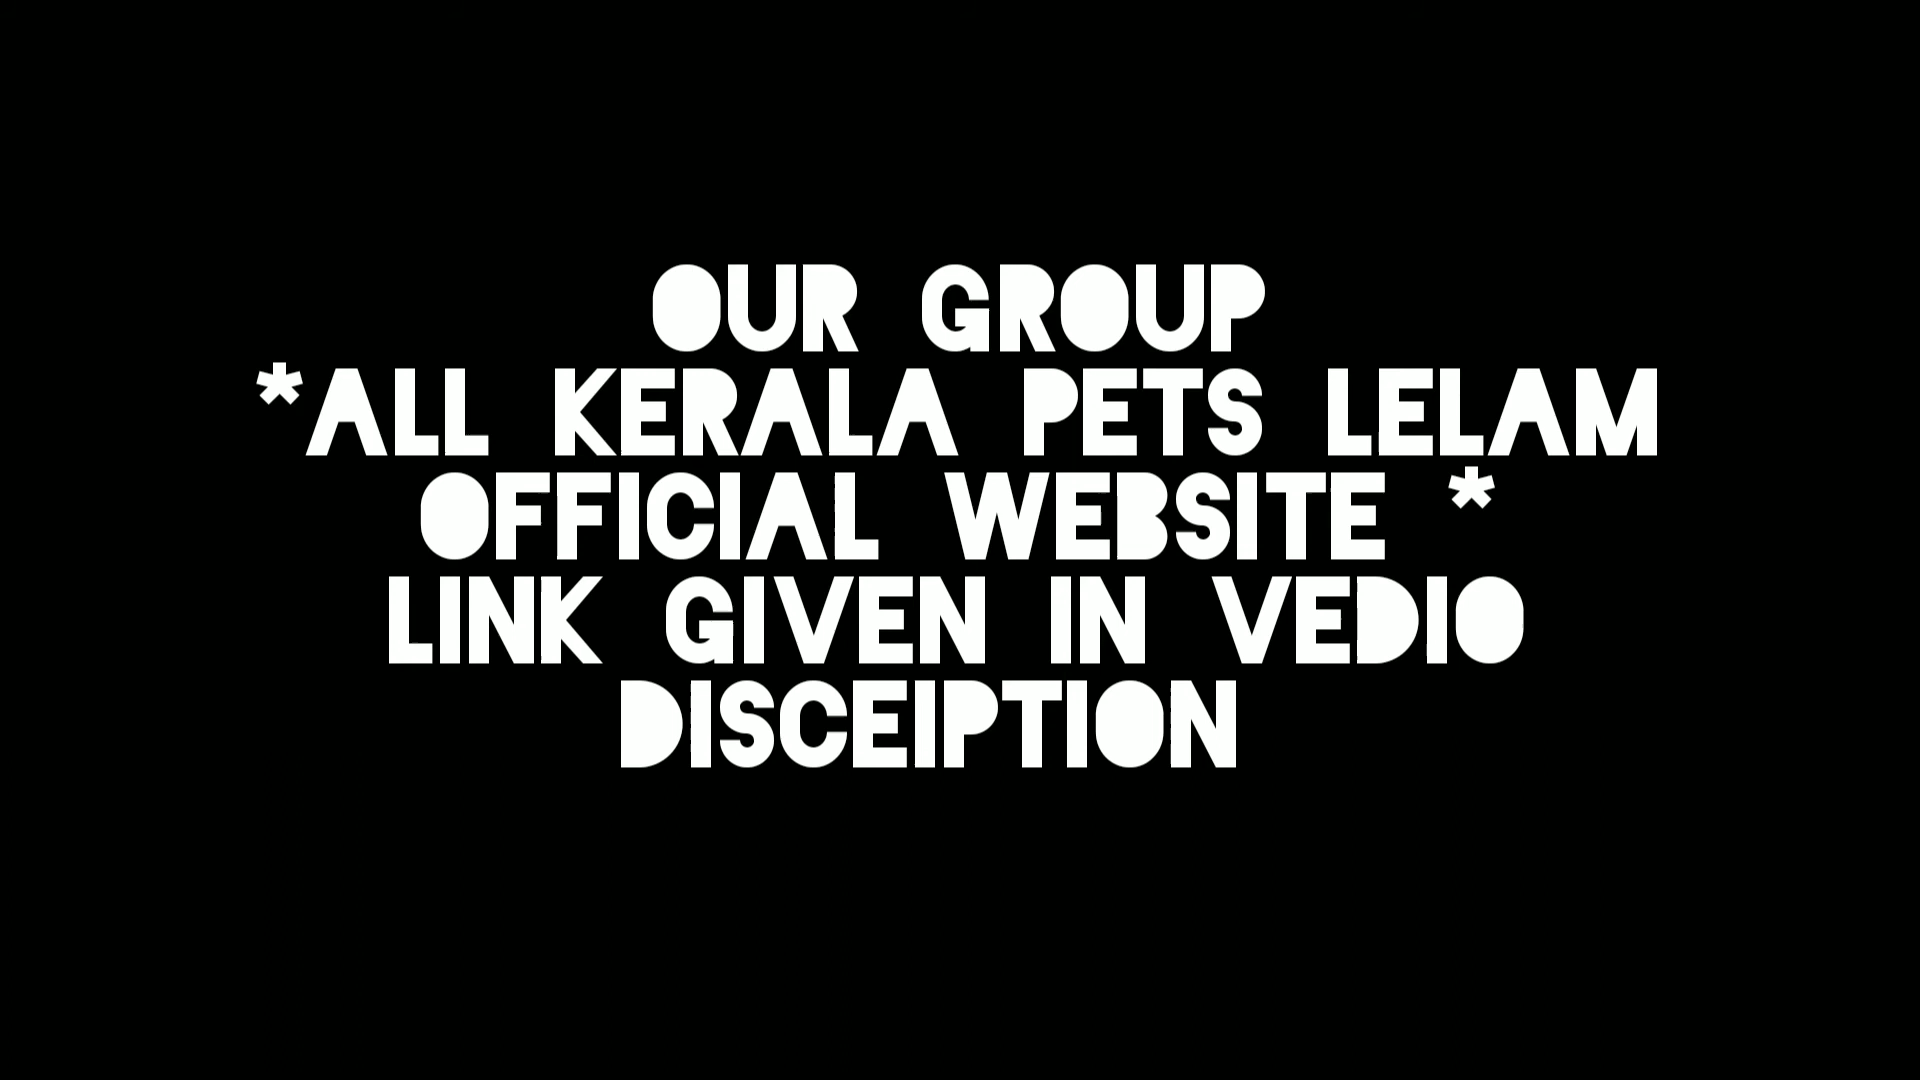 OUR GROUP
*ALL KERALA PETS LELAM
OFFICIAL WEBSITE *
LINK GIVEN IN VEDIO
DISCEIPTION